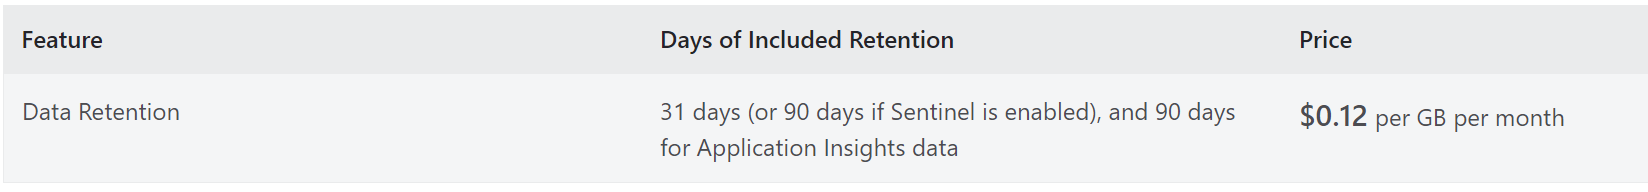 Feature Days of Included Retention Price
Data Retention 31 days (or 90 days if Sentinel is enabled), and 90 days $0.12 per GB per month
for Application Insights data